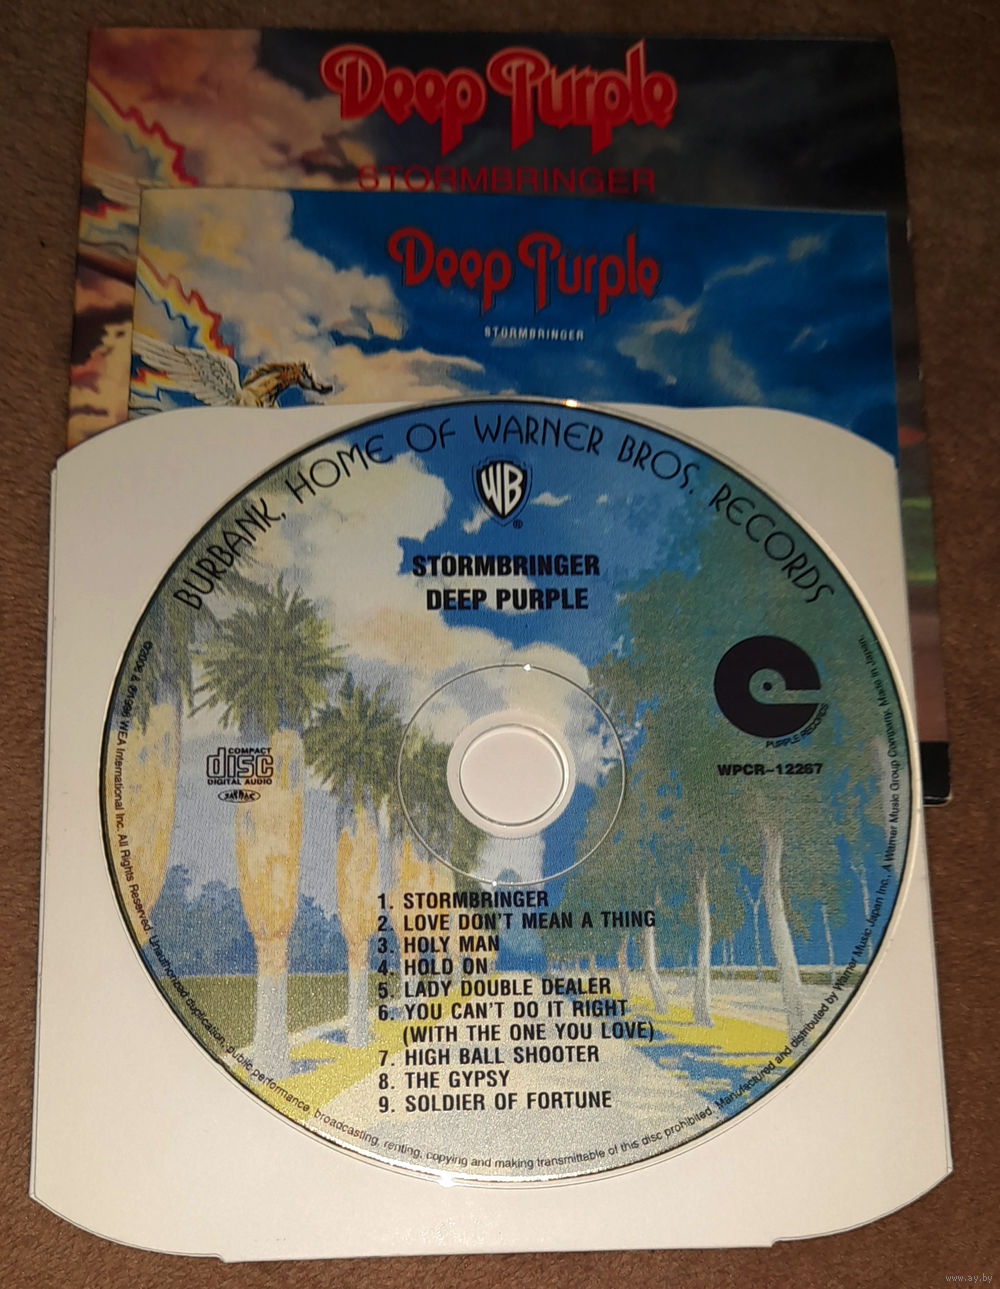 Deep Purple
STORMBRINGER
Deep Purple
STORMBRINGER
BURBANK, HOME OF WARNER BROS. RECORDS
WB
®
STORMBRINGER
DEEP PURPLE
PURPLE RECORDS
WPCR-12267
COMPACT
disc
DIGITAL AUDIO
1. STORMBRINGER
2. LOVE DON'T MEAN A THING
3. HOLY MAN
4. HOLD ON
5. LADY DOUBLE DEALER
6. YOU CAN'T DO IT RIGHT
(WITH THE ONE YOU LOVE)
7. HIGH BALL SHOOTER
8. THE GYPSY
9. SOLDIER OF FORTUNE
WEA International Inc. All Rights Reserved. Unauthorized duplication, public performance, broadcasting, renting, copying and making transmittable of this disc prohibited. Manufactured and distributed by Warner Music Japan Inc., A Warner Music Group Company. Made in Japan.
www.ay.by